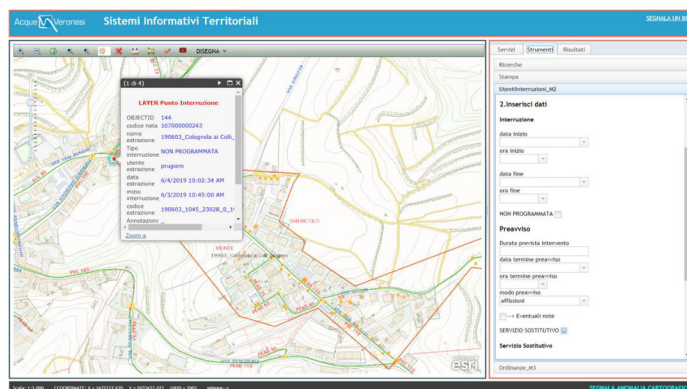 Acque Veronesi
Sistemi Informativi Territoriali
SEGNALA UN
DISEGNA
(1 di 4)
LAYER Punto Interruzione
OBJECTID 144
codice neta 107000000243
nome estrazione 190603_Colognola ai Colli_
Tipo interruzione NON PROGRAMMATA
utente estrazione prugiero
data estrazione 6/4/2019 10:02:34 AM
inizio interruzione 6/3/2019 10:45:00 AM
codice estrazione 190603_1045_23028_0_1
Annotazioni _
Zoom a
SAN NICOLO'
MONTE
esri
Servizi
Strumenti
Risultati
Ricerche
Stampa
UtentiInterruzioni_M2
2.Inserisci dati
Interruzione
data inizio
ora inizio
data fine
ora fine
NON PROGRAMMATA
Preavviso
Durata prevista intervento
data termine preavviso
ora termine preavviso
modo preavviso
affissioni
--> Eventuali note
SERVIZIO SOSTITUTIVO
Servizio Sostitutivo
Ordinanze_M3
SEGNALA ANOMALIA CARTOGRAFI